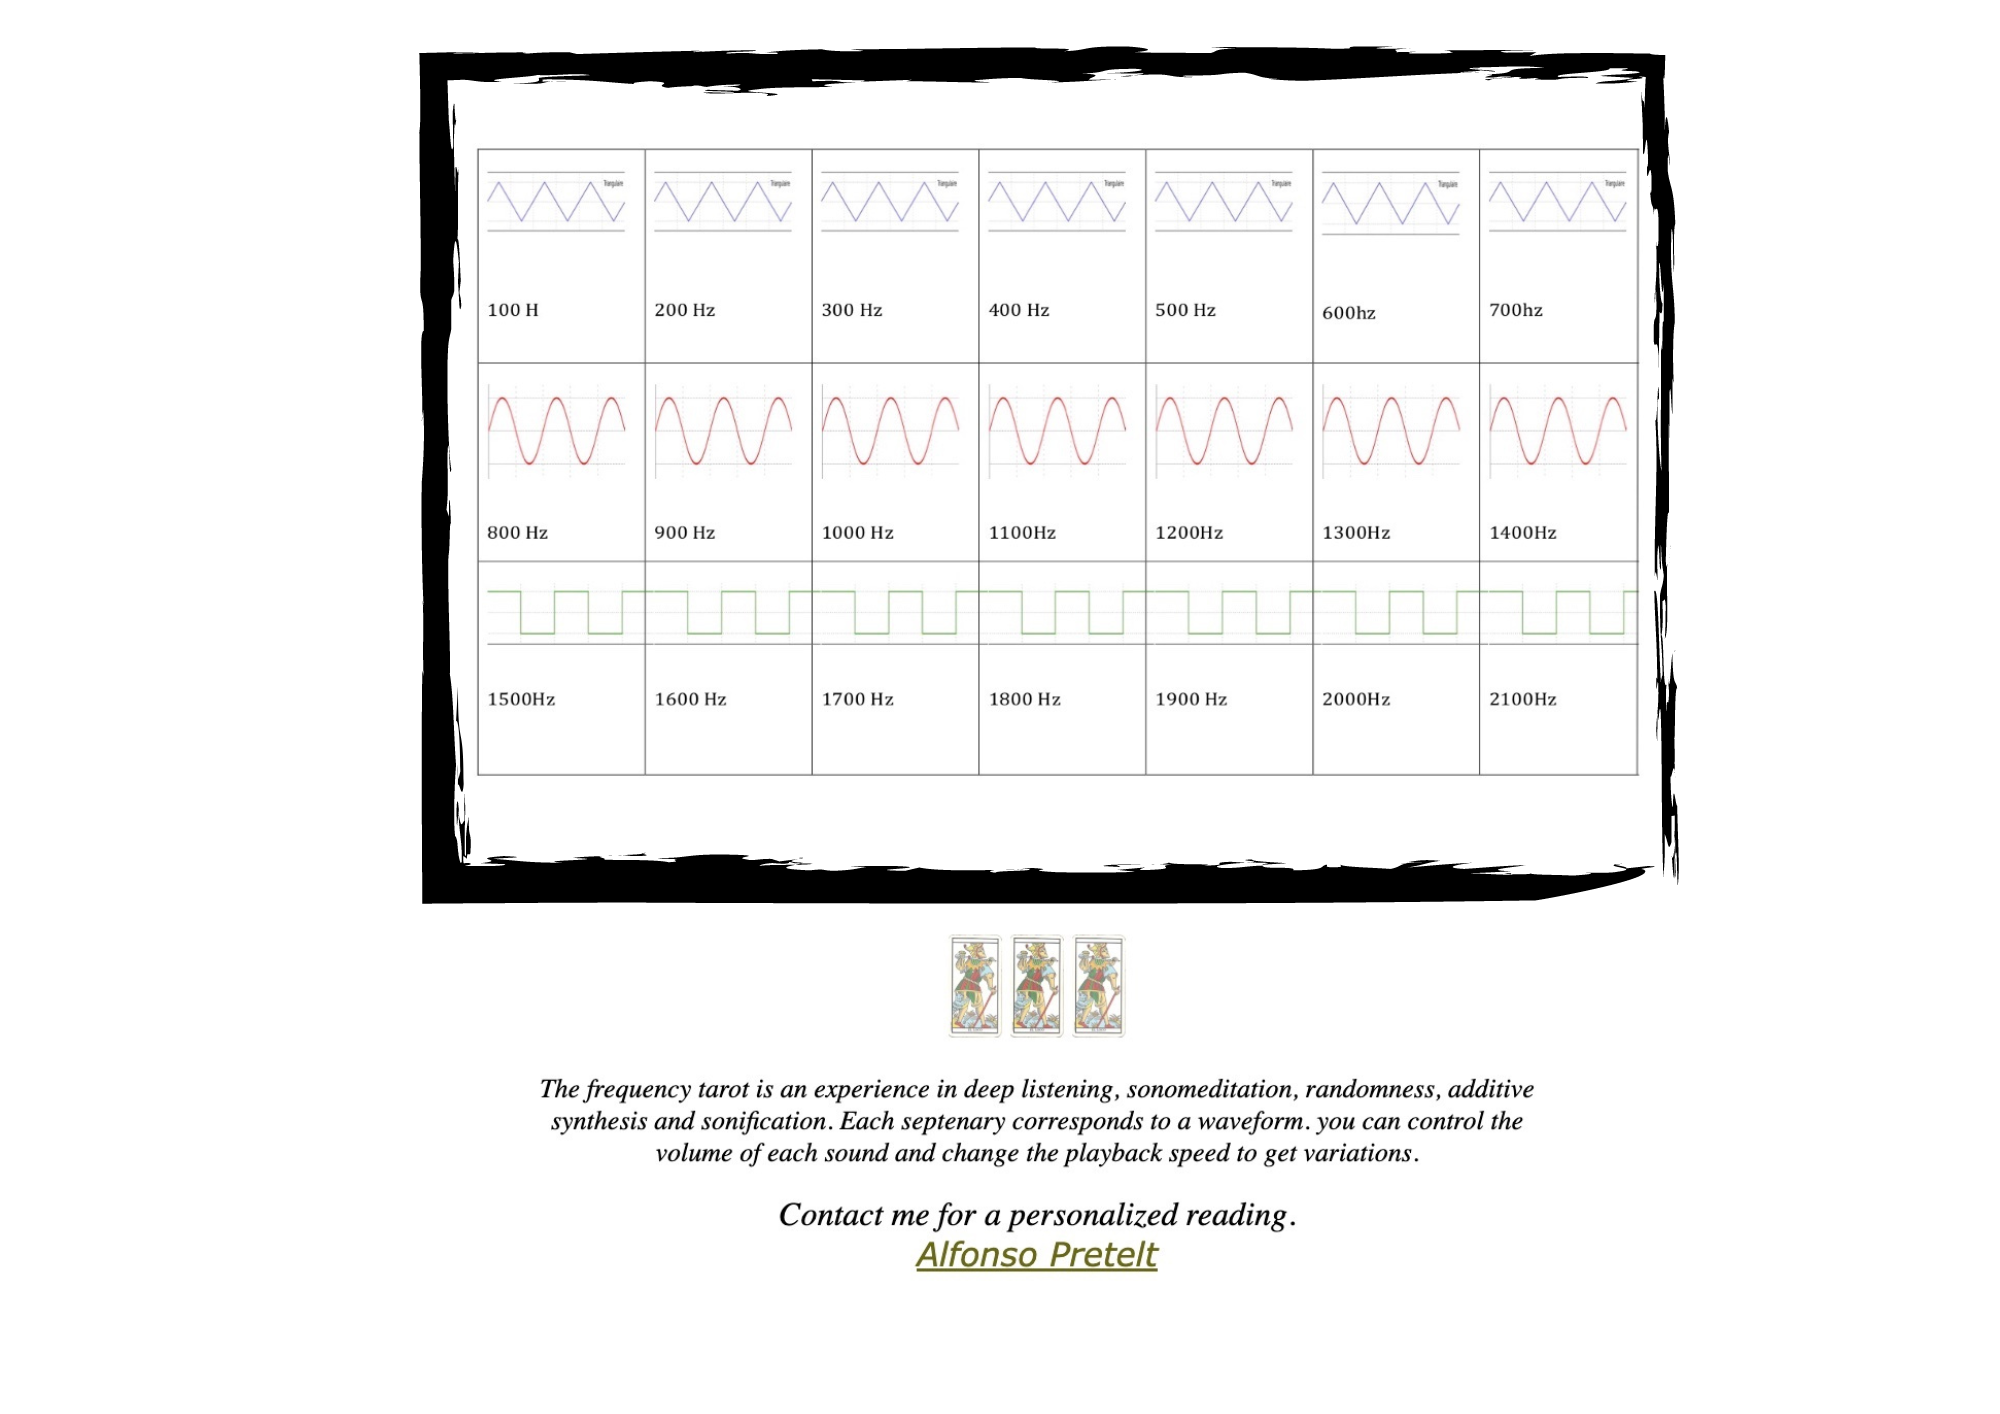 Triangulaire Triangulaire Triangulaire Triangulaire Triangulaire Triangulaire Triangulaire
100 H 200 Hz 300 Hz 400 Hz 500 Hz 600hz 700hz
800 Hz 900 Hz 1000 Hz 1100Hz 1200Hz 1300Hz 1400Hz
1500Hz 1600 Hz 1700 Hz 1800 Hz 1900 Hz 2000Hz 2100Hz
The frequency tarot is an experience in deep listening, sonomeditation, randomness, additive
synthesis and sonification. Each septenary corresponds to a waveform. you can control the
volume of each sound and change the playback speed to get variations.
Contact me for a personalized reading.
Alfonso Pretelt